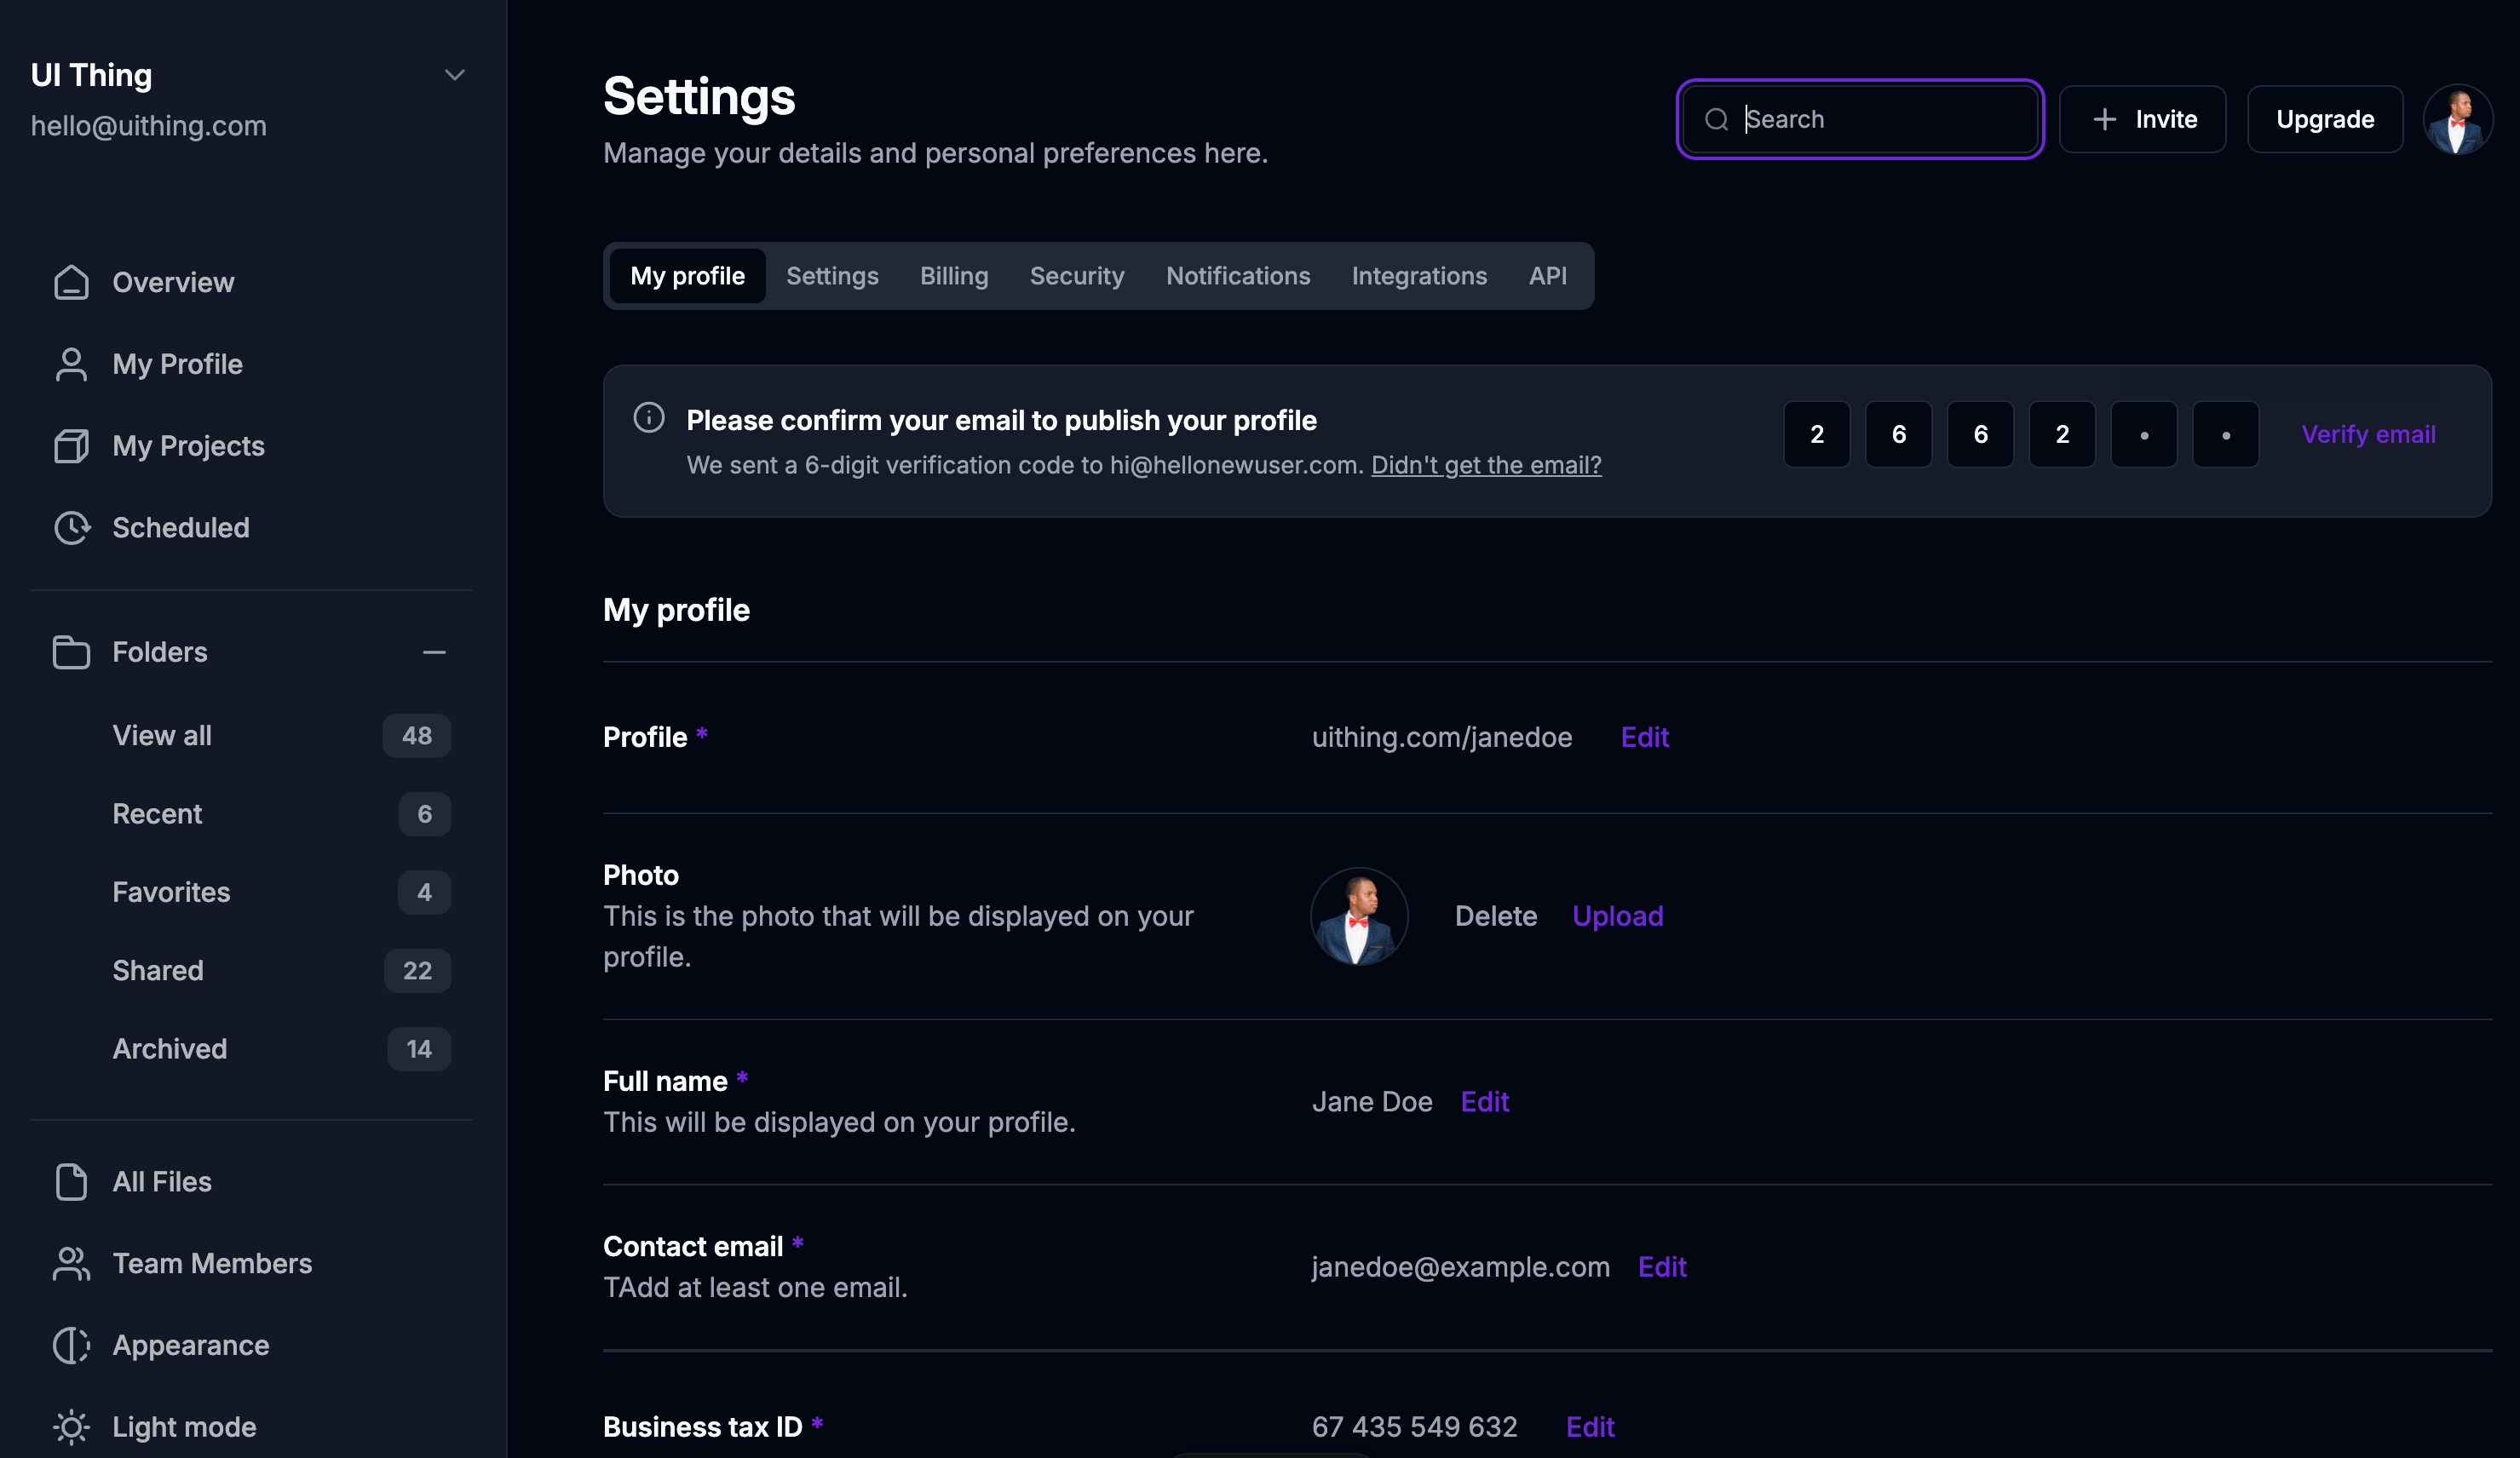 UI Thing
hello@uithing.com
Overview
My Profile
My Projects
Scheduled
Folders
View all 48
Recent 6
Favorites 4
Shared 22
Archived 14
All Files
Team Members
Appearance
Light mode
Settings
Manage your details and personal preferences here.
Search
Invite
Upgrade
My profile Settings Billing Security Notifications Integrations API
Please confirm your email to publish your profile
We sent a 6-digit verification code to hi@hellonewuser.com. Didn't get the email?
2 6 6 2 • • Verify email
My profile
Profile * uithing.com/janedoe Edit
Photo
This is the photo that will be displayed on your
profile.
Delete Upload
Full name *
This will be displayed on your profile.
Jane Doe Edit
Contact email *
TAdd at least one email.
janedoe@example.com Edit
Business tax ID * 67 435 549 632 Edit